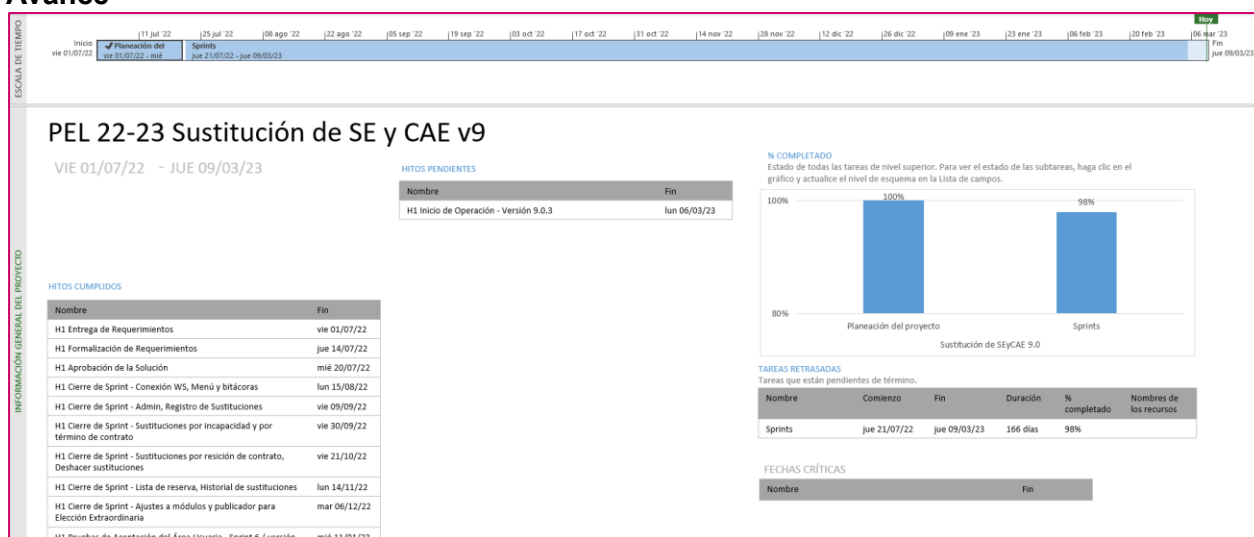 Avance
Hoy
ESCALA DE TIEMPO
11 jul '22 25 jul '22 08 ago '22 22 ago '22 05 sep '22 19 sep '22 03 oct '22 17 oct '22 31 oct '22 14 nov '22 28 nov '22 12 dic '22 26 dic '22 09 ene '23 23 ene '23 06 feb '23 20 feb '23 06 mar '23
Inicio
vie 01/07/22
Planeación del
vie 01/07/22 - mié
Sprints
jue 21/07/22 - jue 09/03/23
Fin
jue 09/03/23
INFORMACIÓN GENERAL DEL PROYECTO
PEL 22-23 Sustitución de SE y CAE v9
VIE 01/07/22 - JUE 09/03/23
HITOS CUMPLIDOS
Nombre Fin
H1 Entrega de Requerimientos vie 01/07/22
H1 Formalización de Requerimientos jue 14/07/22
H1 Aprobación de la Solución mié 20/07/22
H1 Cierre de Sprint - Conexión WS, Menú y bitácoras lun 15/08/22
H1 Cierre de Sprint - Admin, Registro de Sustituciones vie 09/09/22
H1 Cierre de Sprint - Sustituciones por incapacidad y por vie 30/09/22
término de contrato
H1 Cierre de Sprint - Sustituciones por resición de contrato, vie 21/10/22
Deshacer sustituciones
H1 Cierre de Sprint - Lista de reserva, Historial de sustituciones lun 14/11/22
H1 Cierre de Sprint - Ajustes a módulos y publicador para mar 06/12/22
Elección Extraordinaria
H1 Pruebas de Aceptación del Área Usuaria - Sprint 6 / versión mié 11/01/23
HITOS PENDIENTES
Nombre Fin
H1 Inicio de Operación - Versión 9.0.3 lun 06/03/23
% COMPLETADO
Estado de todas las tareas de nivel superior. Para ver el estado de las subtareas, haga clic en el
gráfico y actualice el nivel de esquema en la Lista de campos.
100%
100%
98%
80%
Planeación del proyecto Sprints
Sustitución de SEyCAE 9.0
TAREAS RETRASADAS
Tareas que están pendientes de término.
Nombre Comienzo Fin Duración % completado Nombres de los recursos
Sprints jue 21/07/22 jue 09/03/23 166 días 98%
FECHAS CRÍTICAS
Nombre Fin